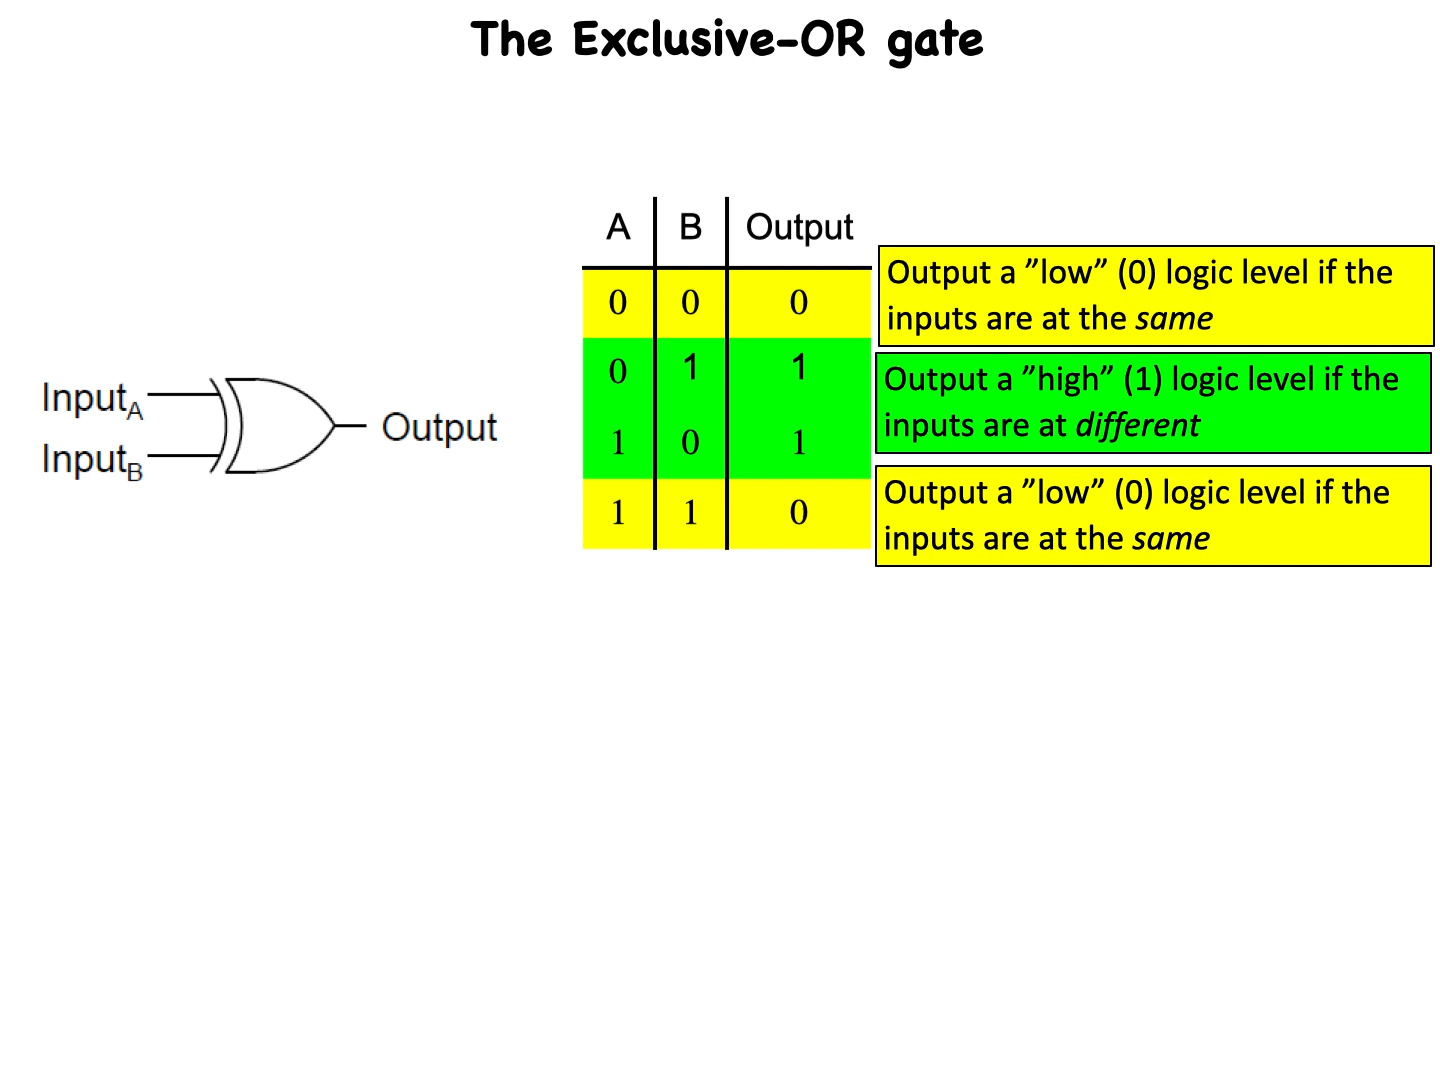 The Exclusive-OR gate
A B Output
0 0 0
Output a ”low” (0) logic level if the
inputs are at the same
0 1 1
1 0 1
Output a ”high” (1) logic level if the
inputs are at different
1 1 0
Output a ”low” (0) logic level if the
inputs are at the same
InputA
InputB
Output